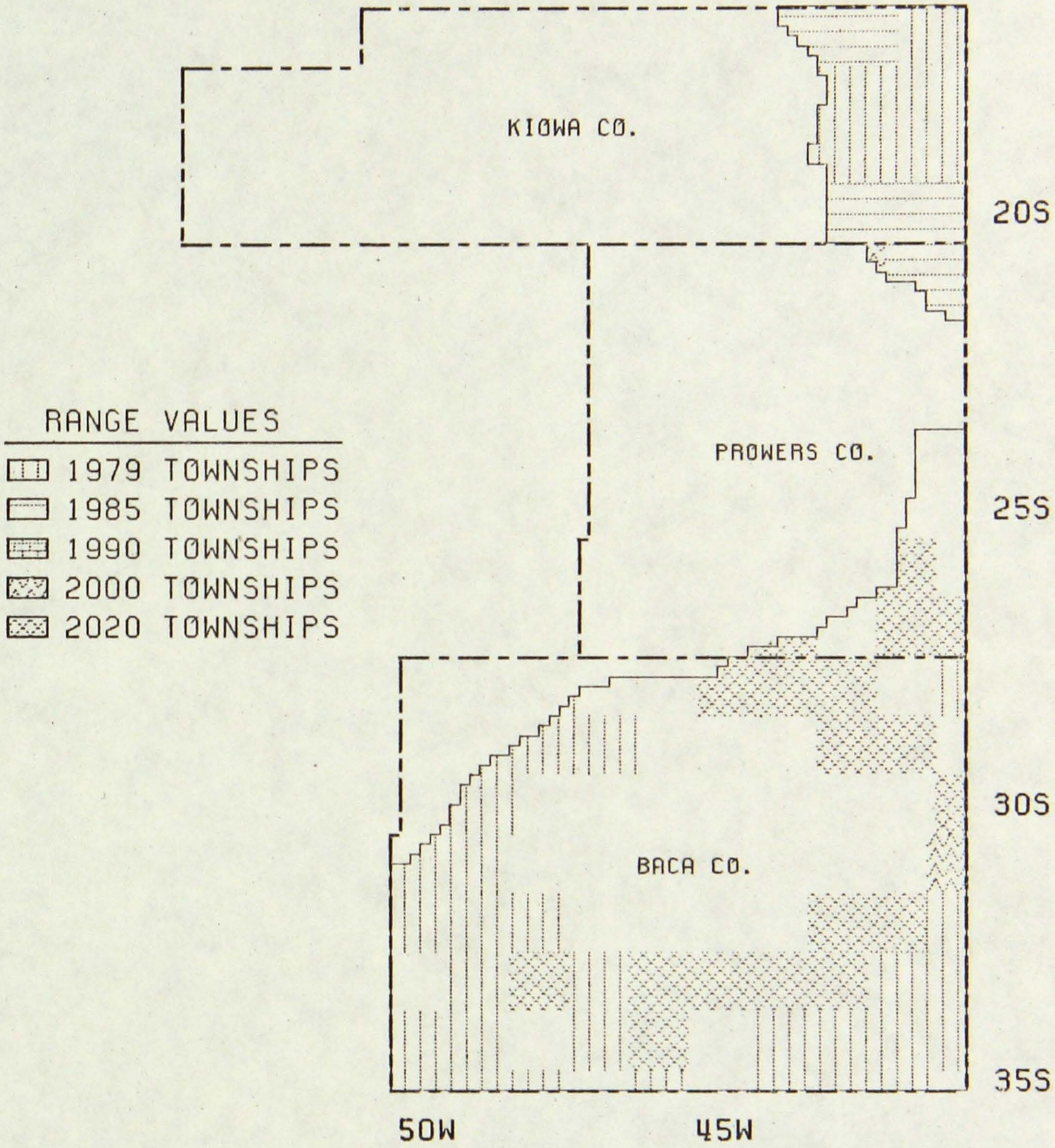 KIOWA CO.
20S
RANGE VALUES
1979 TOWNSHIPS
1985 TOWNSHIPS
1990 TOWNSHIPS
2000 TOWNSHIPS
2020 TOWNSHIPS
PROWERS CO.
25S
30S
BACA CO.
35S
50W 45W